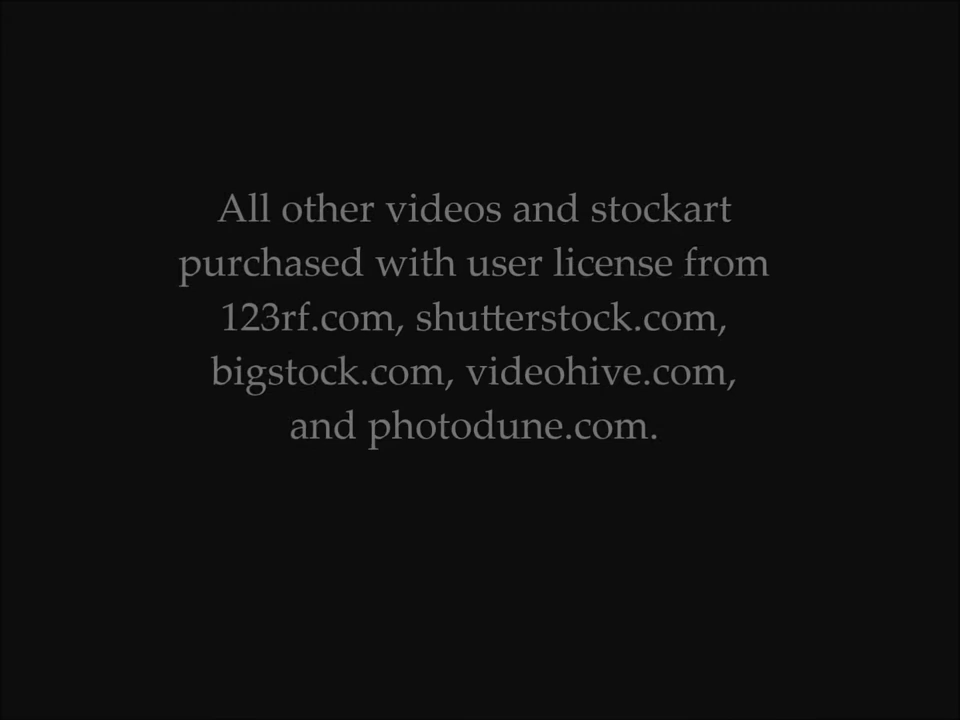 All other videos and stockart
purchased with user license from
123rf.com, shutterstock.com,
bigstock.com, videohive.com,
and photodune.com.